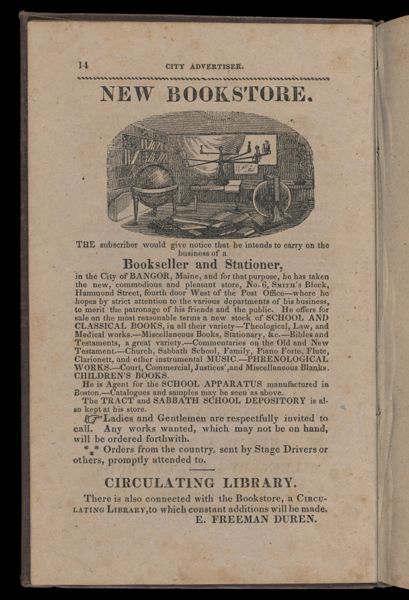 14
CITY ADVERTISER.
NEW BOOKSTORE.
THE subscriber would give notice that he intends to carry on the
business of a
Bookseller and Stationer,
in the City of BANGOR, Maine, and for that purpose, he has taken
the new, commodious and pleasant store, No. 6, SMITH's Block,
Hammond Street, fourth door West of the Post Office—where he
hopes by strict attention to the various departments of his business,
to merit the patronage of his friends and the public. He offers for
sale on the most reasonable terms a new stock of SCHOOL AND
CLASSICAL BOOKS, in all their variety—Theological, Law, and
Medical works.—Miscellaneous Books, Stationary, &c.—Bibles and
Testaments, a great variety.—Commentaries on the Old and New
Testament.—Church, Sabbath School, Family, Piano Forte, Flute,
Clarionett, and other instrumental MUSIC.—PHRENOLOGICAL
WORKS.—Court, Commercial, Justices', and Miscellaneous Blanks.
CHILDREN'S BOOKS.
He is Agent for the SCHOOL APPARATUS manufactured in
Boston.—Catalogues and samples may be seen as above.
The TRACT and SABBATH SCHOOL DEPOSITORY is al-
so kept at his store.
☞ Ladies and Gentlemen are respectfully invited to
call. Any works wanted, which may not be on hand,
will be ordered forthwith.
*** Orders from the country, sent by Stage Drivers or
others, promptly attended to.
CIRCULATING LIBRARY.
There is also connected with the Bookstore, a CIRCU-
LATING LIBRARY, to which constant additions will be made.
E. FREEMAN DUREN.